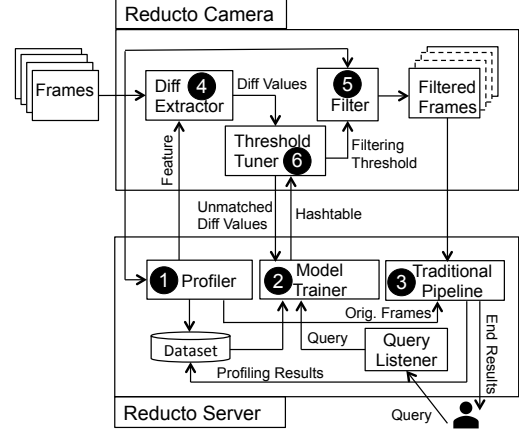 Reducto Camera
Frames
Diff
Extractor
4
Diff Values
5
Filter
Filtered
Frames
Threshold
Tuner
6
Filtering
Threshold
Feature
Unmatched
Diff Values
Hashtable
1
Profiler
2
Model
Trainer
3
Traditional
Pipeline
Orig. Frames
Dataset
Query
Query
Listener
End Results
Profiling Results
Reducto Server
Query